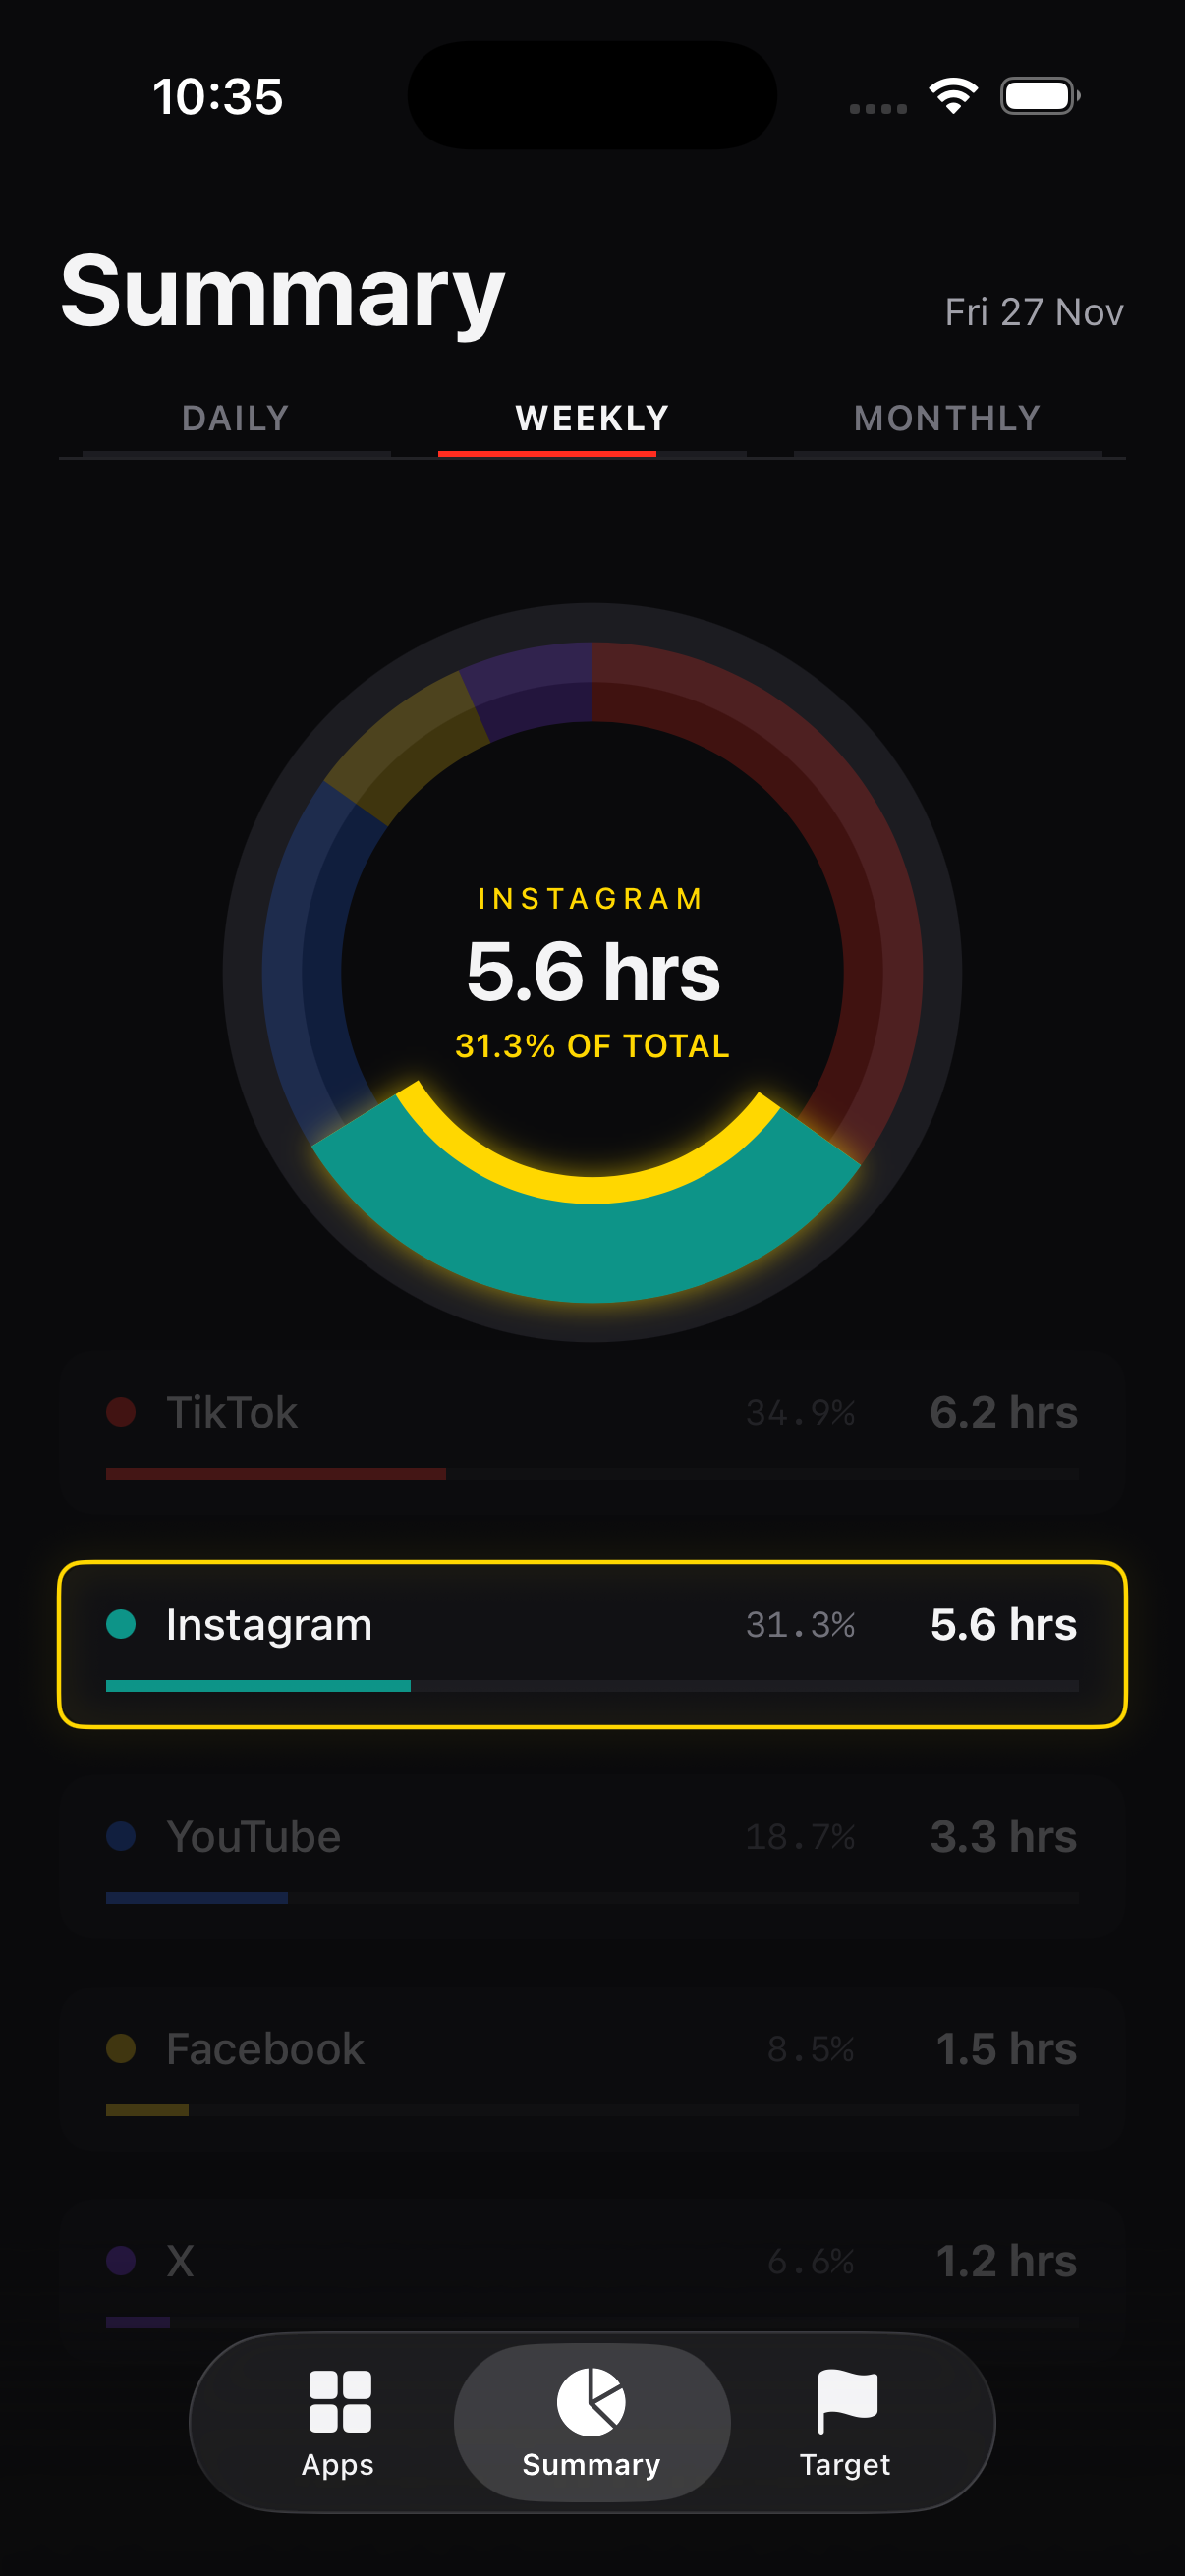 10:35
Summary
Fri 27 Nov
DAILY WEEKLY MONTHLY
INSTAGRAM
5.6 hrs
31.3% OF TOTAL
TikTok 34.9% 6.2 hrs
Instagram 31.3% 5.6 hrs
YouTube 18.7% 3.3 hrs
Facebook 8.5% 1.5 hrs
X 6.6% 1.2 hrs
Apps Summary Target